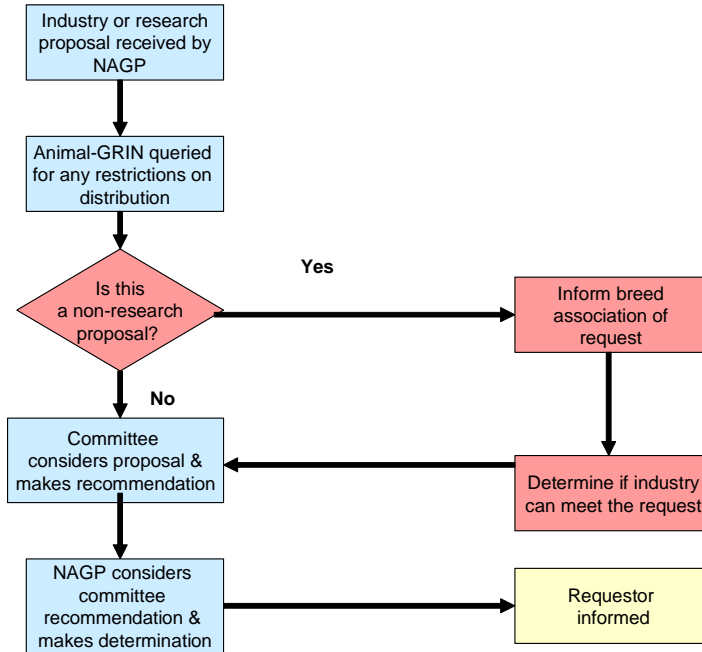 Industry or research
proposal received by
NAGP
Animal-GRIN queried
for any restrictions on
distribution
Is this
a non-research
proposal?
Yes
Inform breed
association of
request
No
Committee
considers proposal &
makes recommendation
Determine if industry
can meet the request
NAGP considers
committee
recommendation &
makes determination
Requestor
informed